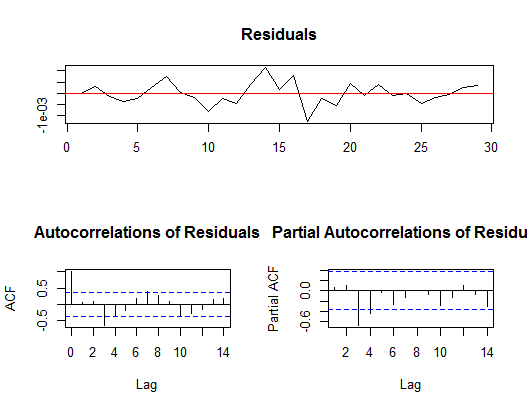 Residuals
-1e-03
0 5 10 15 20 25 30
Autocorrelations of Residuals
ACF
-0.5 0.5
0 2 4 6 8 10 14
Lag
Partial Autocorrelations of Residu
Partial ACF
-0.6 0.0
2 4 6 8 10 12 14
Lag